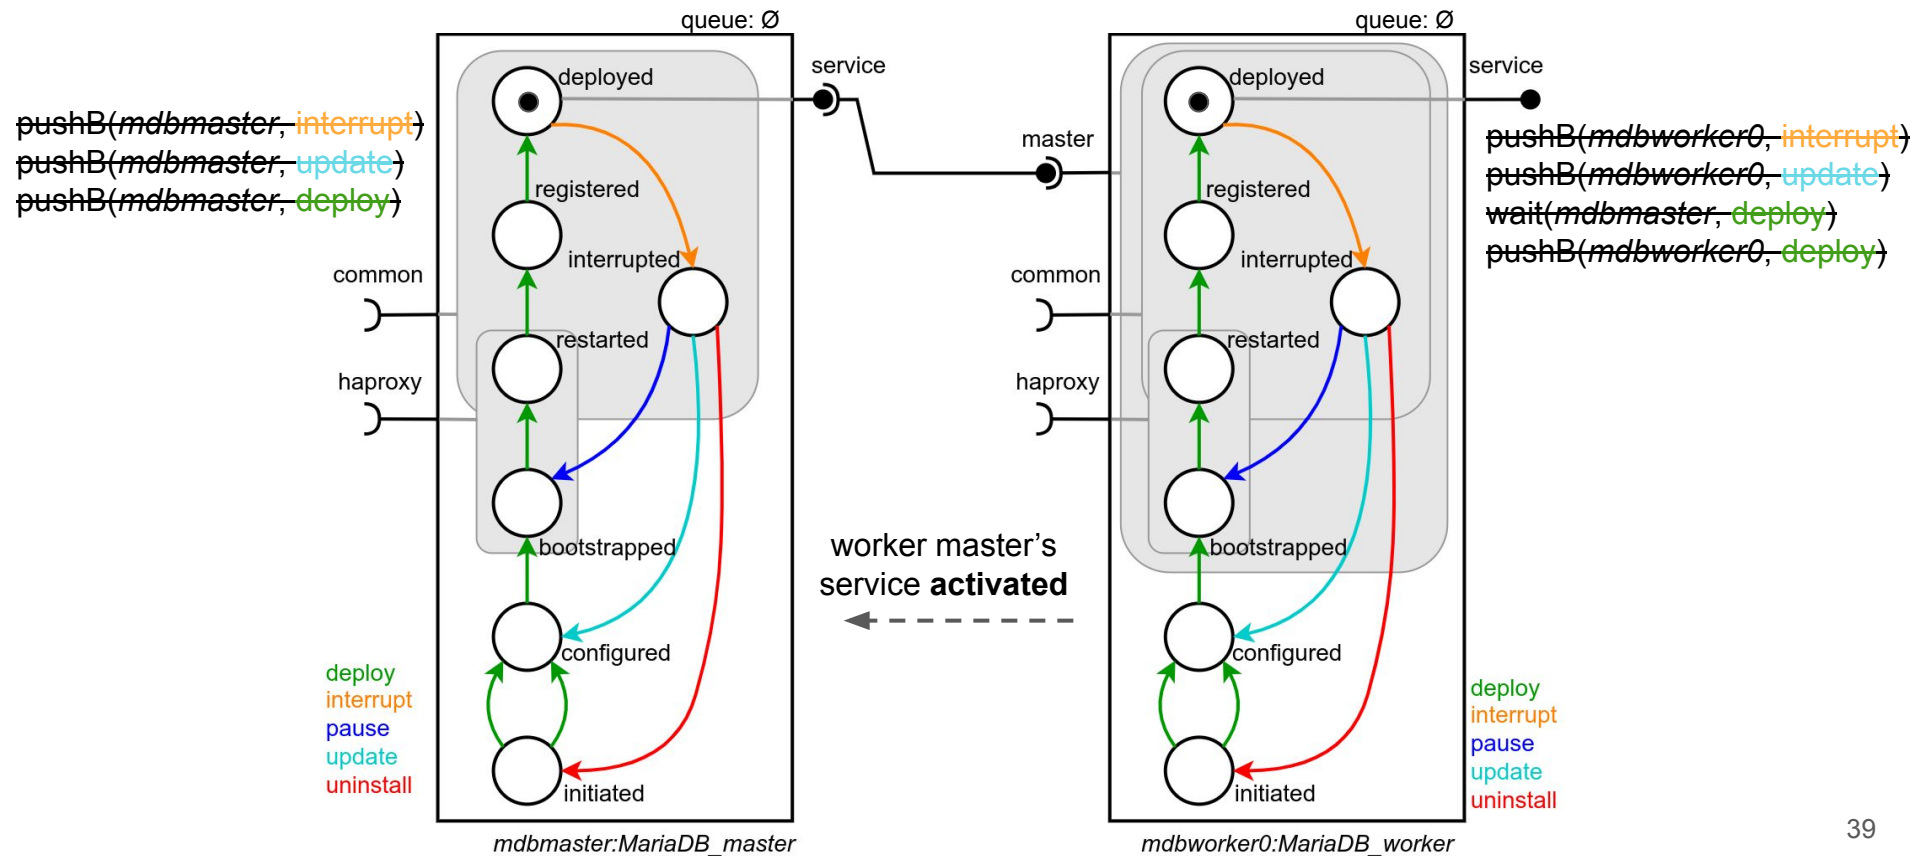 queue: Ø
pushB(mdbmaster, interrupt)
pushB(mdbmaster, update)
pushB(mdbmaster, deploy)
deployed
registered
interrupted
restarted
bootstrapped
configured
initiated
service
common
haproxy
deploy
interrupt
pause
update
uninstall
mdbmaster:MariaDB_master
worker master’s
service activated
queue: Ø
master
common
haproxy
deployed
registered
interrupted
restarted
bootstrapped
configured
initiated
service
pushB(mdbworker0, interrupt)
pushB(mdbworker0, update)
wait(mdbmaster, deploy)
pushB(mdbworker0, deploy)
deploy
interrupt
pause
update
uninstall
mdbworker0:MariaDB_worker
39